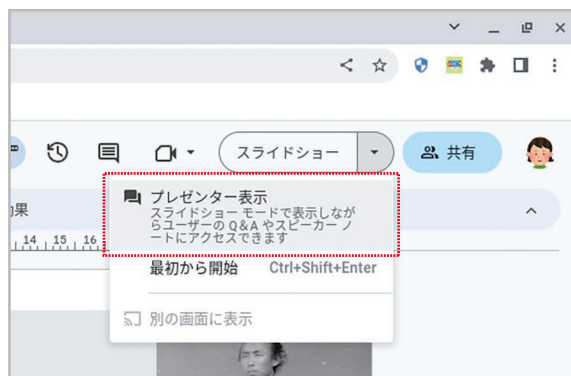 スライドショー
共有
果
14 15 16
プレゼンター表示
スライドショー モードで表示しなが
らユーザーの Q&A やスピーカー ノ
ートにアクセスできます
最初から開始 Ctrl+Shift+Enter
別の画面に表示